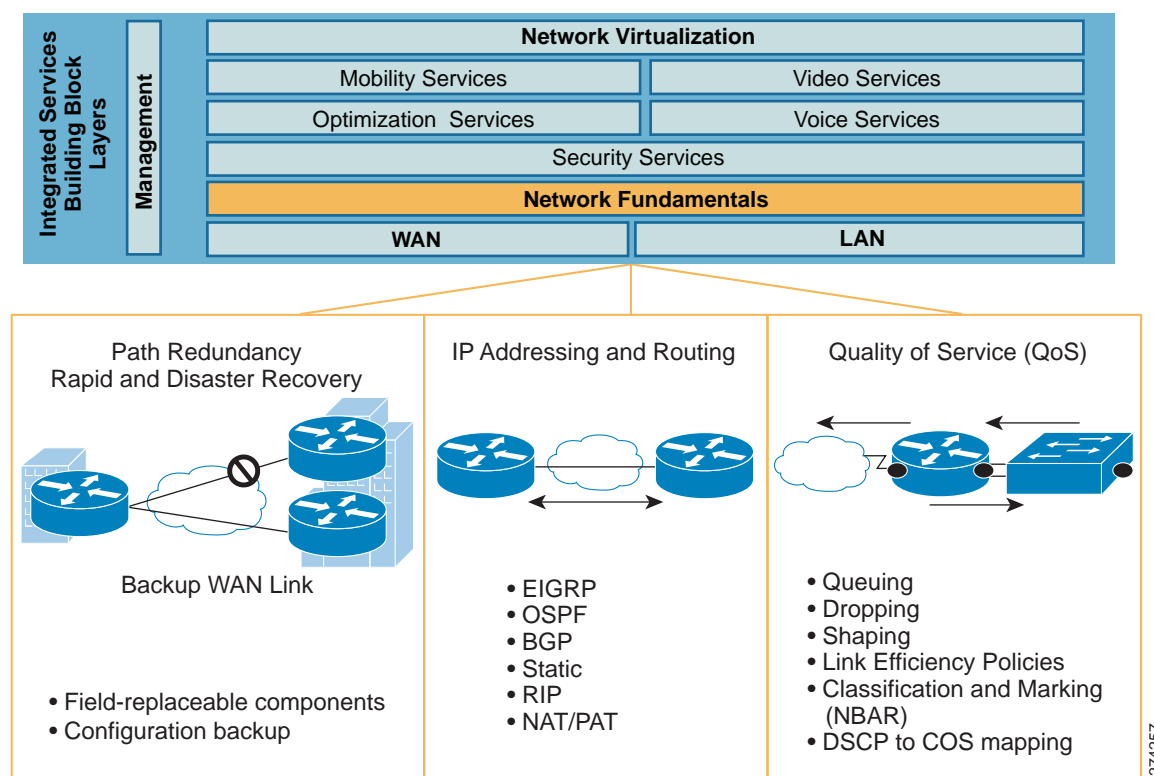 Integrated Services
Building Block
Layers
Management
Network Virtualization
Mobility Services
Video Services
Optimization Services
Voice Services
Security Services
Network Fundamentals
WAN
LAN
Path Redundancy
Rapid and Disaster Recovery
Backup WAN Link
• Field-replaceable components
• Configuration backup
IP Addressing and Routing
• EIGRP
• OSPF
• BGP
• Static
• RIP
• NAT/PAT
Quality of Service (QoS)
• Queuing
• Dropping
• Shaping
• Link Efficiency Policies
• Classification and Marking
(NBAR)
• DSCP to COS mapping